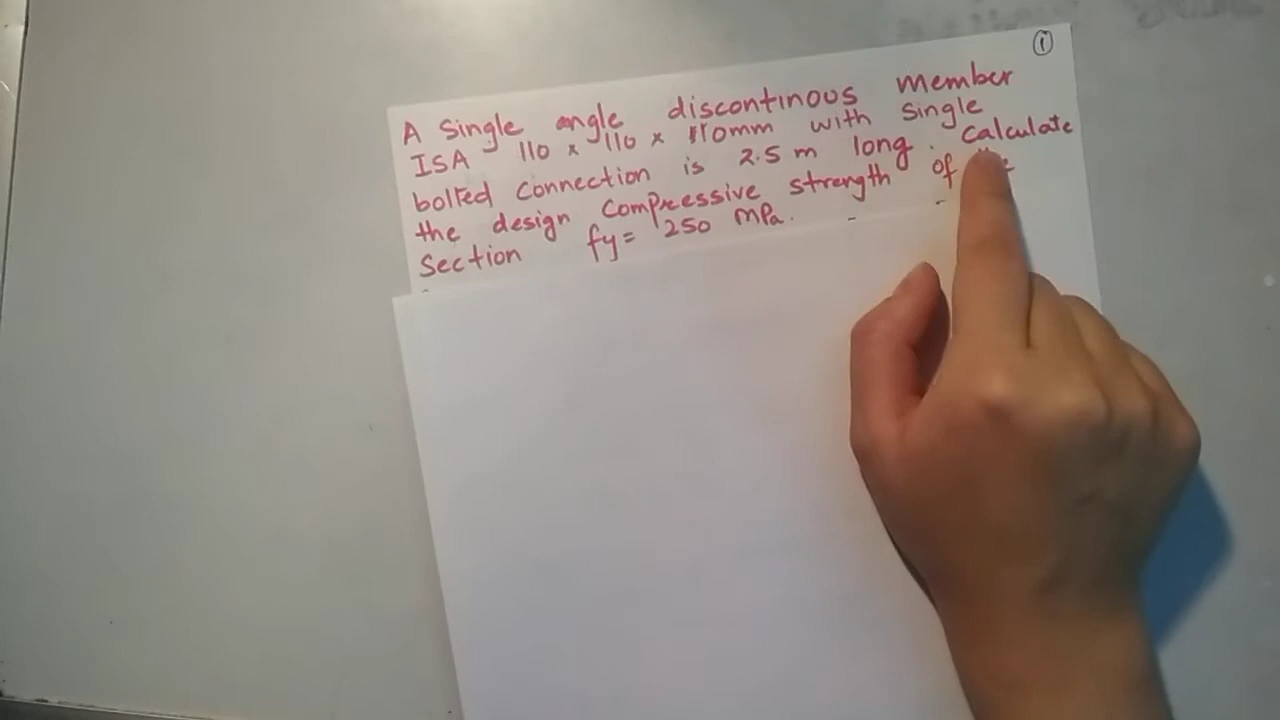 ①
A single angle discontinous member
ISA 110 x 110 x 10mm with single
bolted connection is 2.5 m long. Calculate
the design compressive strength of
section fy = 250 MPa.